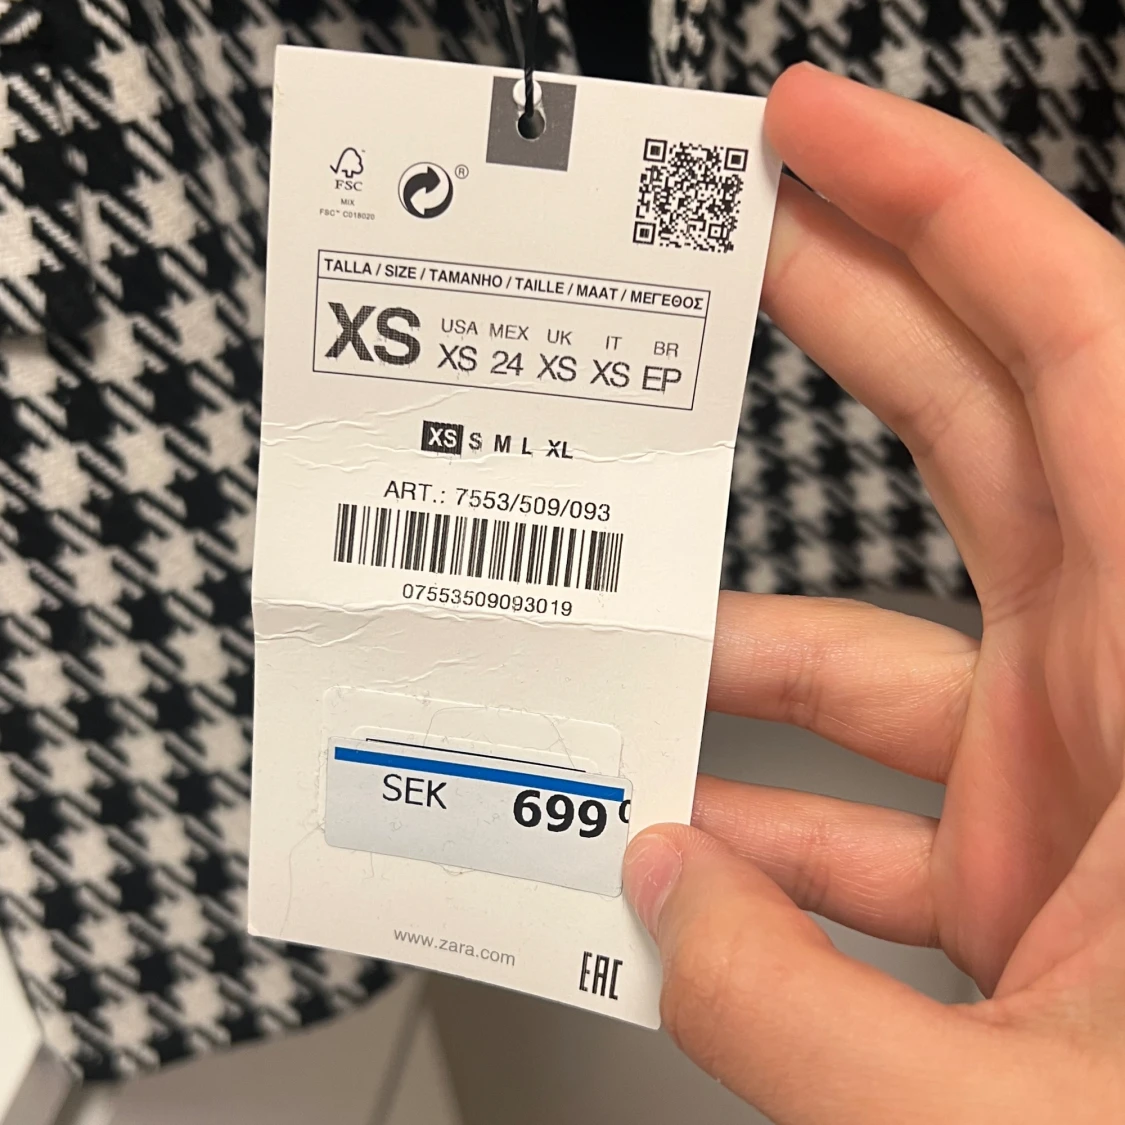 FSC
MIX
FSC™ C018020
®
TALLA / SIZE / TAMANHO / TAILLE / MAAT / ΜΕΓΕΘΟΣ
XS
USA MEX UK IT BR
XS 24 XS XS EP
XS S M L XL
ART.: 7553/509/093
07553509093019
SEK 699
www.zara.com
EAC